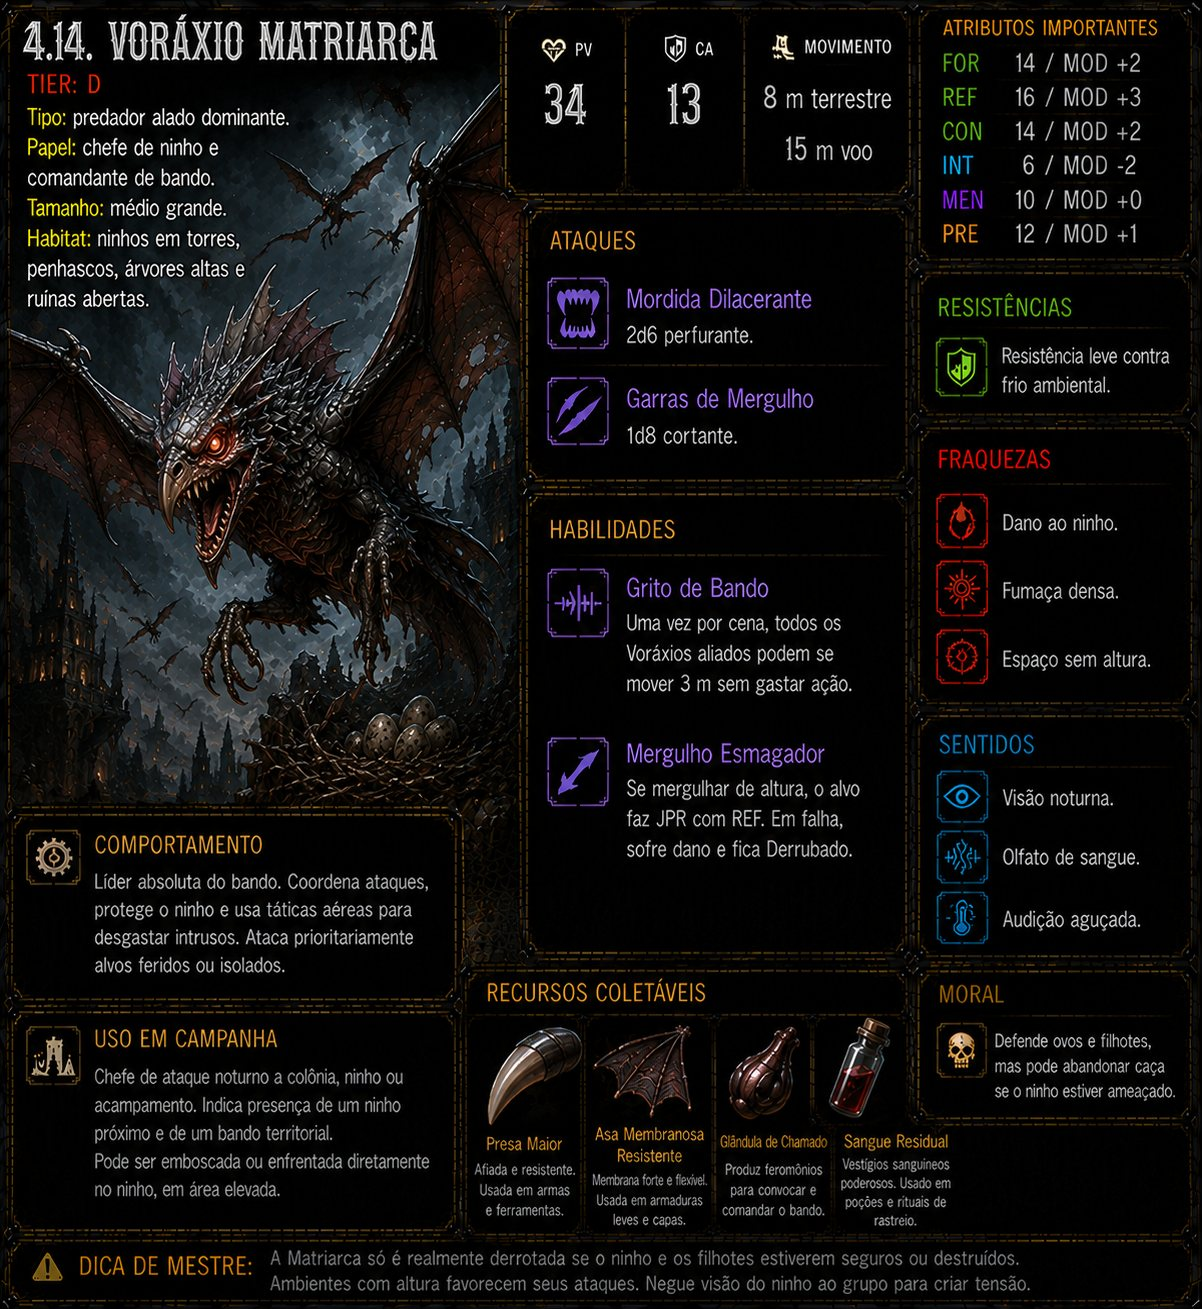 4.14. VORÁXIO MATRIARCA
TIER: D
Tipo: predador alado dominante.
Papel: chefe de ninho e
comandante de bando.
Tamanho: médio grande.
Habitat: ninhos em torres,
penhascos, árvores altas e
ruínas abertas.
PV
34
CA
13
MOVIMENTO
8 m terrestre
15 m voo
ATRIBUTOS IMPORTANTES
FOR 14 / MOD +2
REF 16 / MOD +3
CON 14 / MOD +2
INT 6 / MOD -2
MEN 10 / MOD +0
PRE 12 / MOD +1
ATAQUES
Mordida Dilacerante
2d6 perfurante.
Garras de Mergulho
1d8 cortante.
RESISTÊNCIAS
Resistência leve contra
frio ambiental.
FRAQUEZAS
Dano ao ninho.
Fumaça densa.
Espaço sem altura.
HABILIDADES
Grito de Bando
Uma vez por cena, todos os
Voráxios aliados podem se
mover 3 m sem gastar ação.
Mergulho Esmagador
Se mergulhar de altura, o alvo
faz JPR com REF. Em falha,
sofre dano e fica Derrubado.
SENTIDOS
Visão noturna.
Olfato de sangue.
Audição aguçada.
COMPORTAMENTO
Líder absoluta do bando. Coordena ataques,
protege o ninho e usa táticas aéreas para
desgastar intrusos. Ataca prioritariamente
alvos feridos ou isolados.
USO EM CAMPANHA
Chefe de ataque noturno a colônia, ninho ou
acampamento. Indica presença de um ninho
próximo e de um bando territorial.
Pode ser emboscada ou enfrentada diretamente
no ninho, em área elevada.
RECURSOS COLETÁVEIS
Presa Maior
Afiada e resistente.
Usada em armas
e ferramentas.
Asa Membranosa
Resistente
Membrana forte e flexível.
Usada em armaduras
leves e capas.
Glândula de Chamado
Produz feromônios
para convocar e
comandar o bando.
Sangue Residual
Vestígios sanguíneos
poderosos. Usado em
poções e rituais de
rastreio.
MORAL
Defende ovos e filhotes,
mas pode abandonar caça
se o ninho estiver ameaçado.
DICA DE MESTRE:
A Matriarca só é realmente derrotada se o ninho e os filhotes estiverem seguros ou destruídos.
Ambientes com altura favorecem seus ataques. Negue visão do ninho ao grupo para criar tensão.